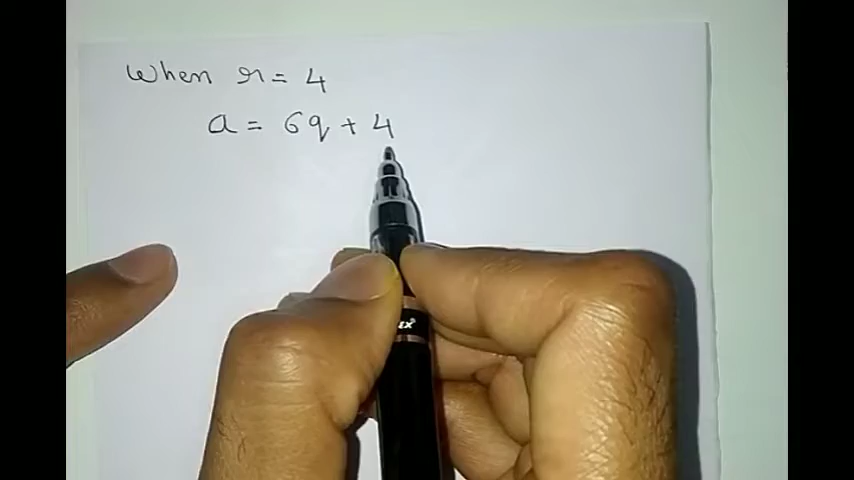 When r = 4
a = 6q + 4